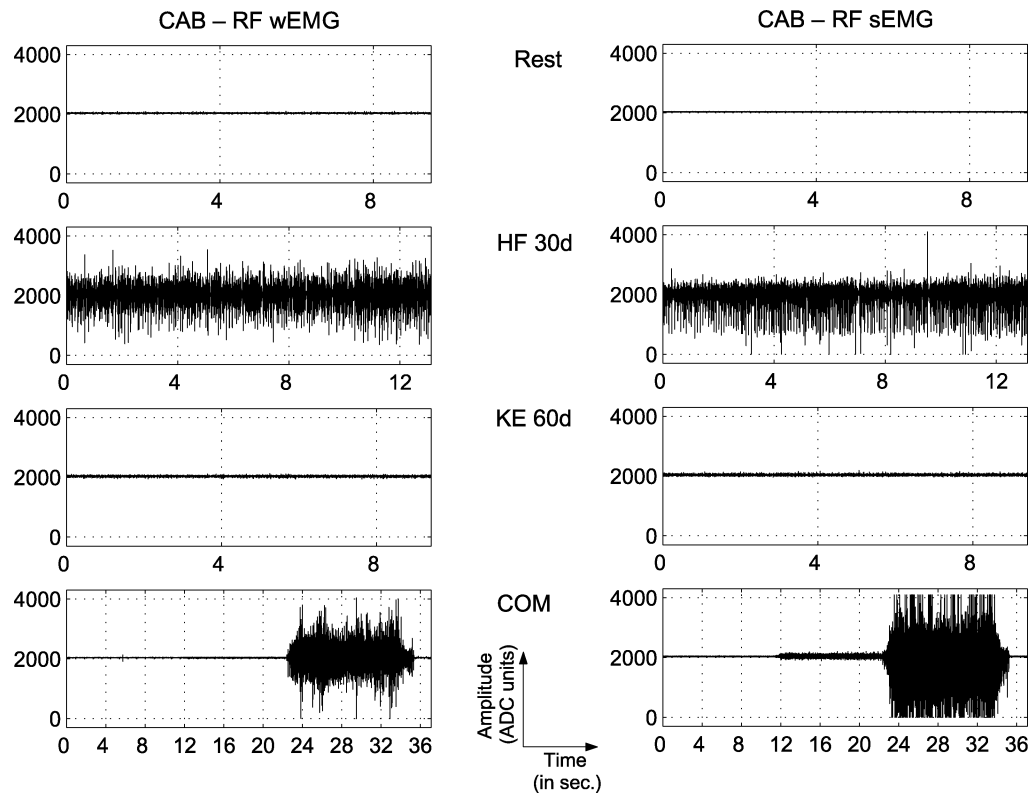 CAB – RF wEMG
CAB – RF sEMG
4000
2000
0
0 4 8
Rest
4000
2000
0
0 4 8
4000
2000
0
0 4 8 12
HF 30d
4000
2000
0
0 4 8 12
4000
2000
0
0 4 8
KE 60d
4000
2000
0
0 4 8
4000
2000
0
0 4 8 12 16 20 24 28 32 36
COM
Amplitude
(ADC units)
Time
(in sec.)
4000
2000
0
0 4 8 12 16 20 24 28 32 36